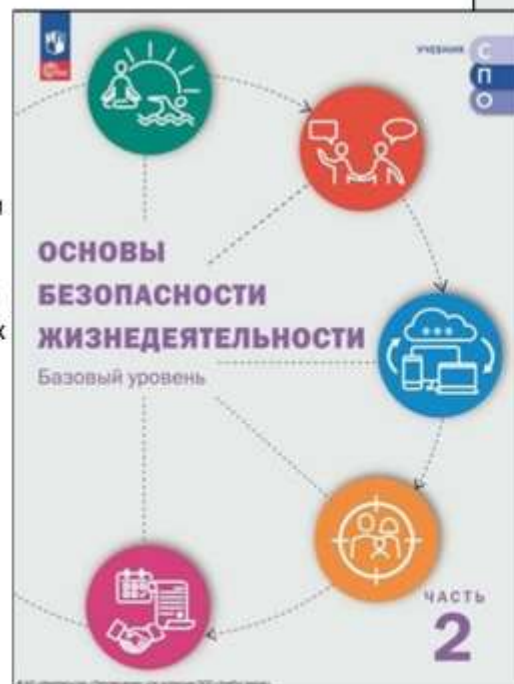 УЧЕБНИК
С
П
О
ОСНОВЫ
БЕЗОПАСНОСТИ
ЖИЗНЕДЕЯТЕЛЬНОСТИ
Базовый уровень
ЧАСТЬ
2